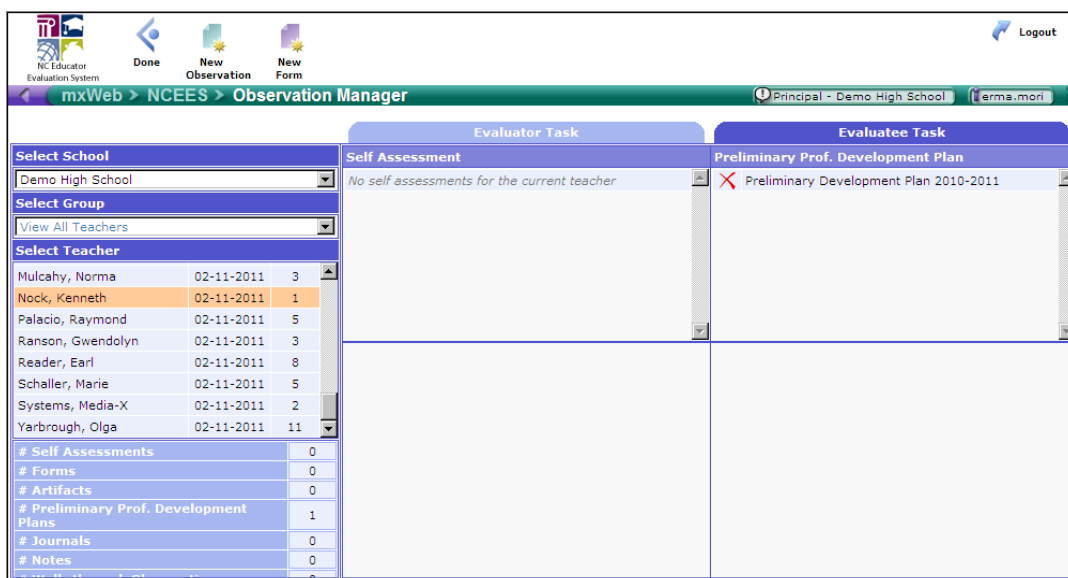 NC Educator
Evaluation System
Done
New
Observation
New
Form
Logout
mxWeb > NCEES > Observation Manager
Principal - Demo High School
erma.mori
Evaluator Task
Evaluatee Task
Select School
Demo High School
Select Group
View All Teachers
Select Teacher
Mulcahy, Norma 02-11-2011 3
Nock, Kenneth 02-11-2011 1
Palacio, Raymond 02-11-2011 5
Ranson, Gwendolyn 02-11-2011 3
Reader, Earl 02-11-2011 8
Schaller, Marie 02-11-2011 5
Systems, Media-X 02-11-2011 2
Yarbrough, Olga 02-11-2011 11
# Self Assessments 0
# Forms 0
# Artifacts 0
# Preliminary Prof. Development
Plans 1
# Journals 0
# Notes 0
Self Assessment
No self assessments for the current teacher
Preliminary Prof. Development Plan
Preliminary Development Plan 2010-2011